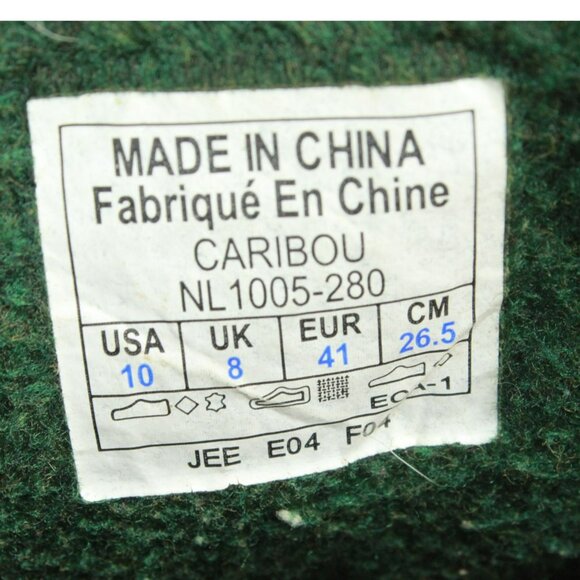 MADE IN CHINA
Fabriqué En Chine
CARIBOU
NL1005-280
USA UK EUR CM
10 8 41 26.5
JEE E04 F04